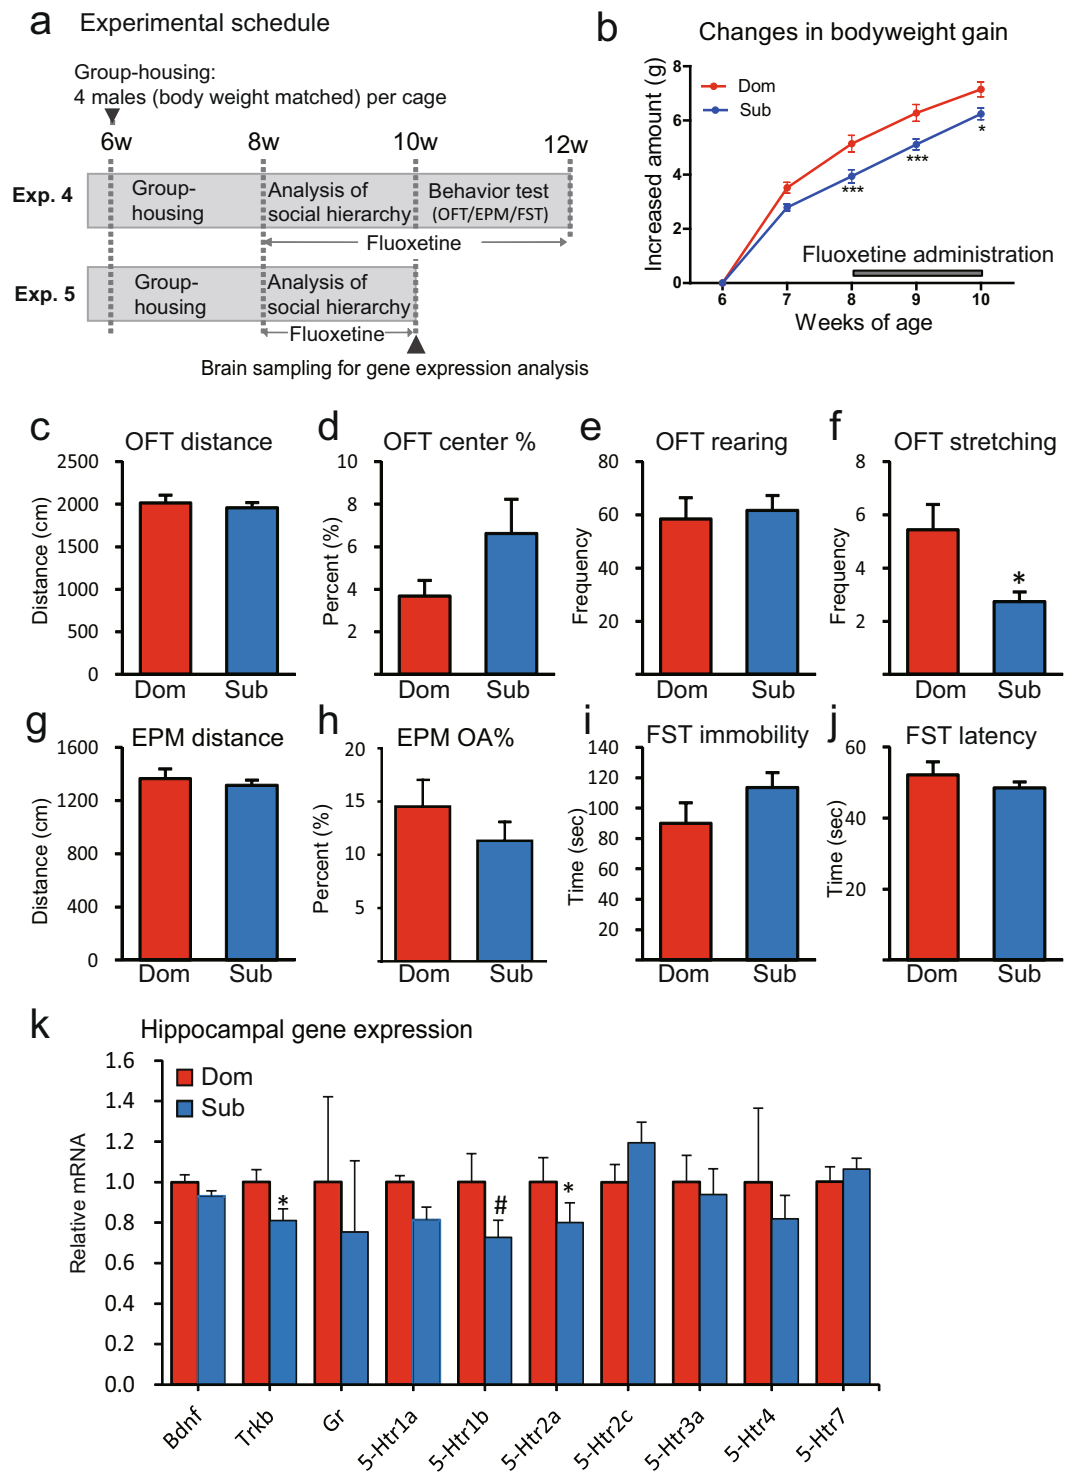 a Experimental schedule
Group-housing:
4 males (body weight matched) per cage
6w 8w 10w 12w
Exp. 4
Group-
housing
Analysis of
social hierarchy
Behavior test
(OFT/EPM/FST)
Fluoxetine
Exp. 5
Group-
housing
Analysis of
social hierarchy
Fluoxetine
Brain sampling for gene expression analysis
b Changes in bodyweight gain
Increased amount (g)
8
6
4
2
0
Dom
Sub
***
***
*
Fluoxetine administration
6 7 8 9 10
Weeks of age
c OFT distance
Distance (cm)
2500
2000
1500
1000
500
0
Dom Sub
d OFT center %
Percent (%)
10
8
6
4
2
Dom Sub
e OFT rearing
Frequency
80
60
40
20
Dom Sub
f OFT stretching
Frequency
8
6
4
2
*
Dom Sub
g EPM distance
Distance (cm)
1600
1200
800
400
0
Dom Sub
h EPM OA%
Percent (%)
20
15
10
5
Dom Sub
i FST immobility
Time (sec)
140
120
100
80
60
40
20
Dom Sub
j FST latency
Time (sec)
60
40
20
Dom Sub
k Hippocampal gene expression
Relative mRNA
1.6
1.4
1.2
1.0
0.8
0.6
0.4
0.2
0.0
Dom
Sub
* # *
Bdnf Trkb Gr 5-Htr1a 5-Htr1b 5-Htr2a 5-Htr2c 5-Htr3a 5-Htr4 5-Htr7